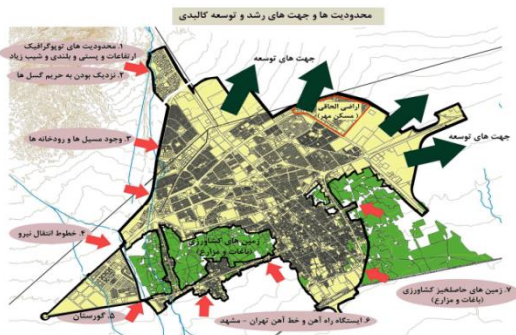 محدودیت ها و جهت های رشد و توسعه کالبدی
۱. محدودیت های توپوگرافیک
ارتفاعات و پستی و بلندی و شیب زیاد
۲. نزدیک بودن به حریم گسل ها
جهت های توسعه
اراضی الحاقی
(مسکن مهر)
۳. وجود مسیل ها و رودخانه ها
جهت های توسعه
۴. خطوط انتقال نیرو
زمین های کشاورزی
(باغات و مزارع)
۷. زمین های حاصلخیز کشاورزی
(باغات و مزارع)
۵. گورستان
۶. ایستگاه راه آهن و خط آهن تهران - مشهد